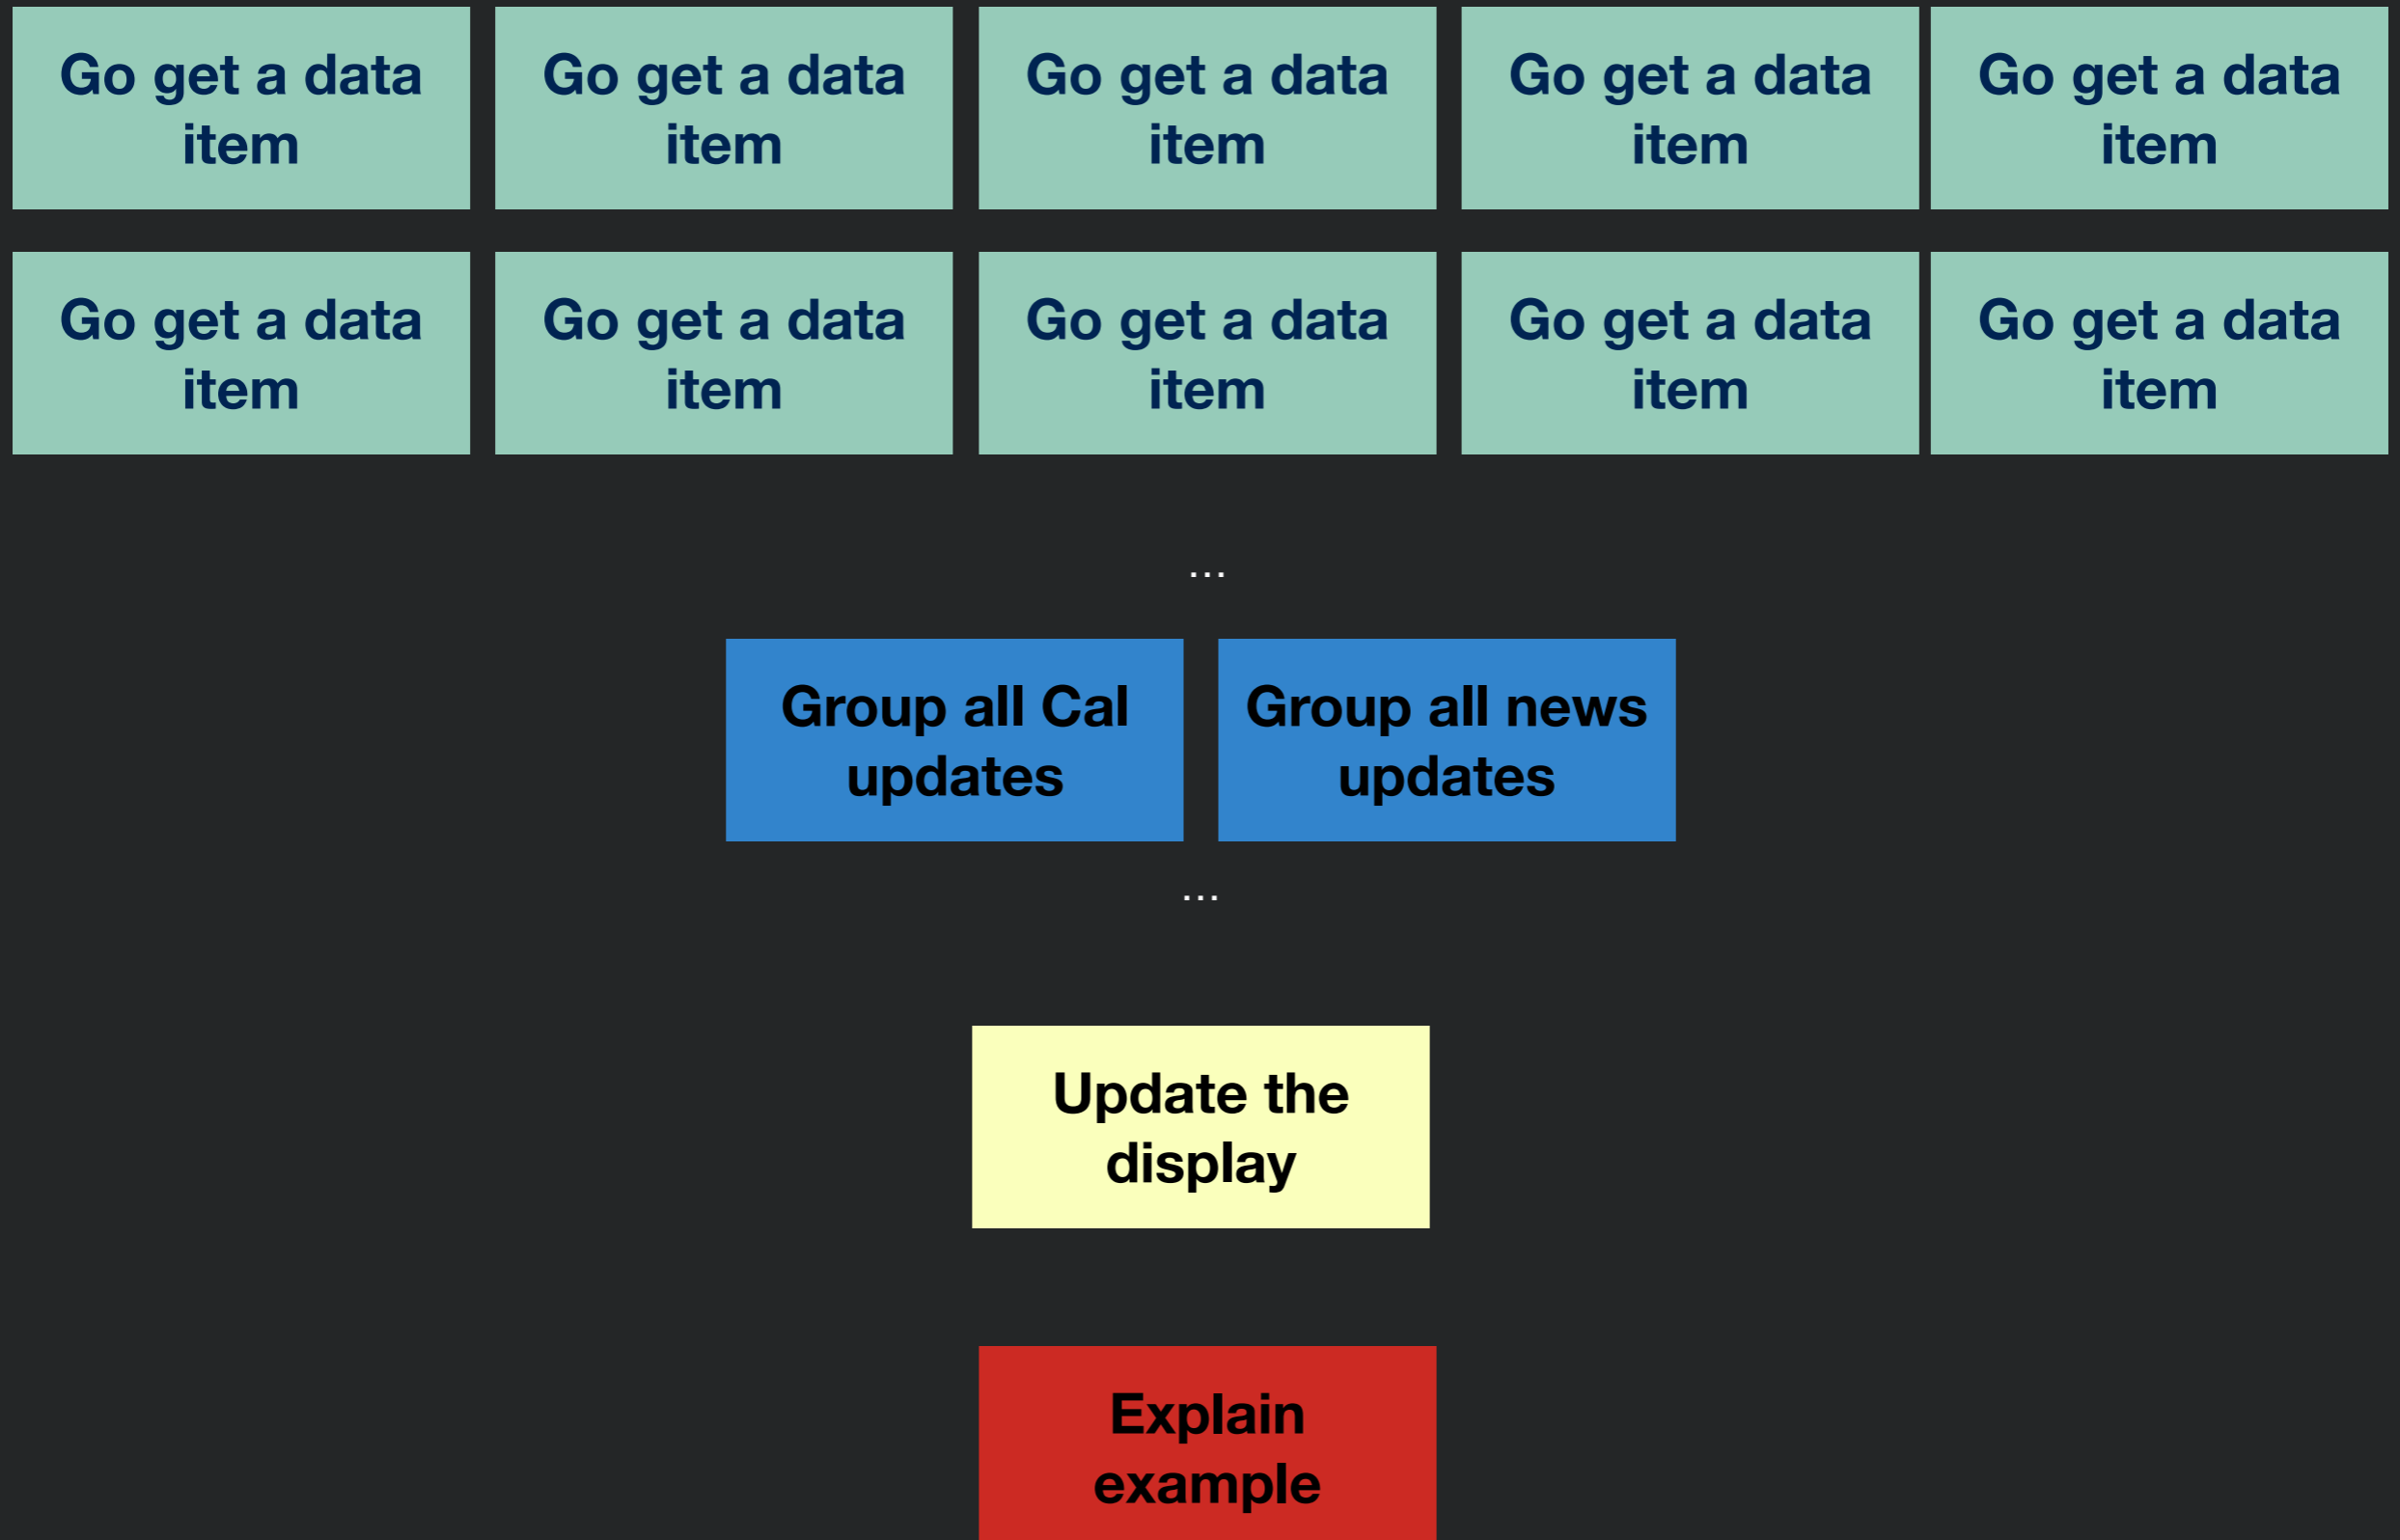 Go get a data
item
Go get a data
item
Go get a data
item
Go get a data
item
Go get a data
item
Go get a data
item
Go get a data
item
Go get a data
item
Go get a data
item
Go get a data
item
...
Group all Cal
updates
Group all news
updates
...
Update the
display
Explain
example